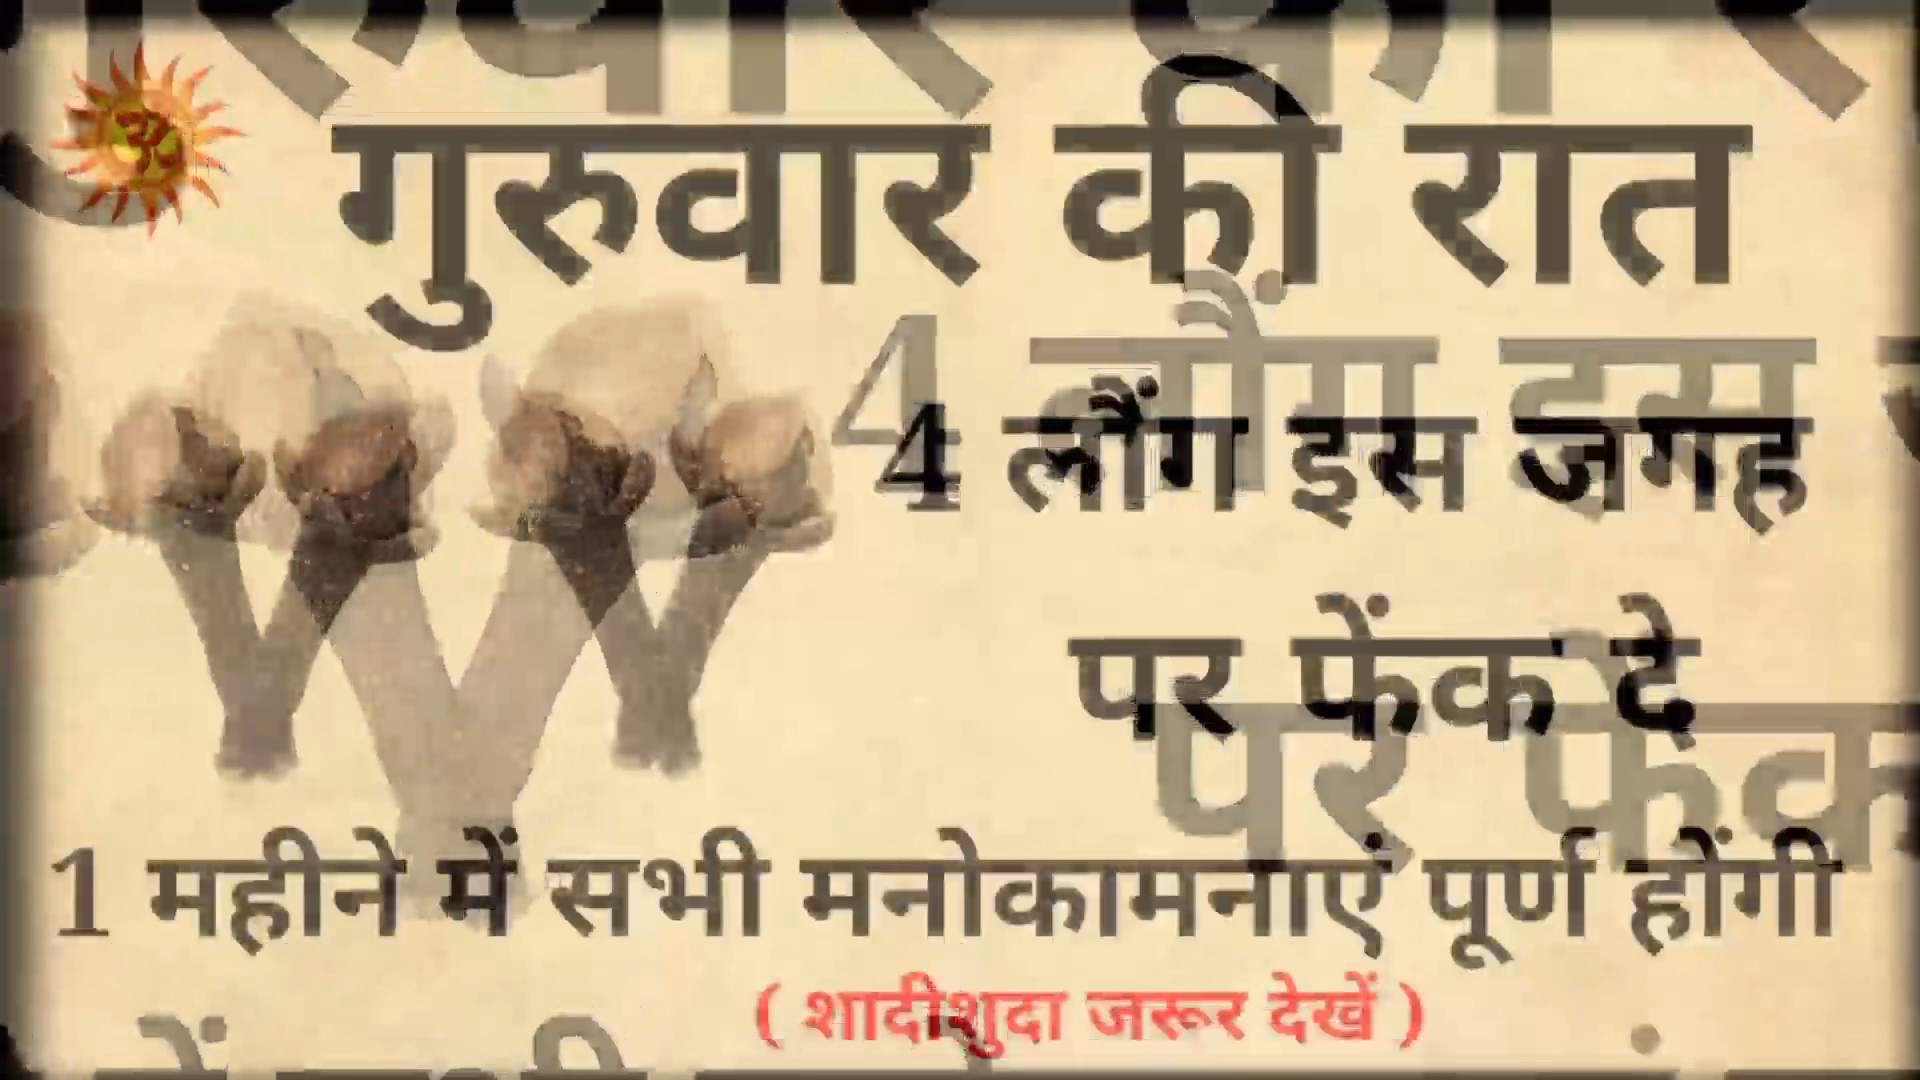 गुरुवार की रात
4 लौंग इस जगह
पर फेंक दे
1 महीने में सभी मनोकामनाएं पूर्ण होंगी
( शादीशुदा जरूर देखें )